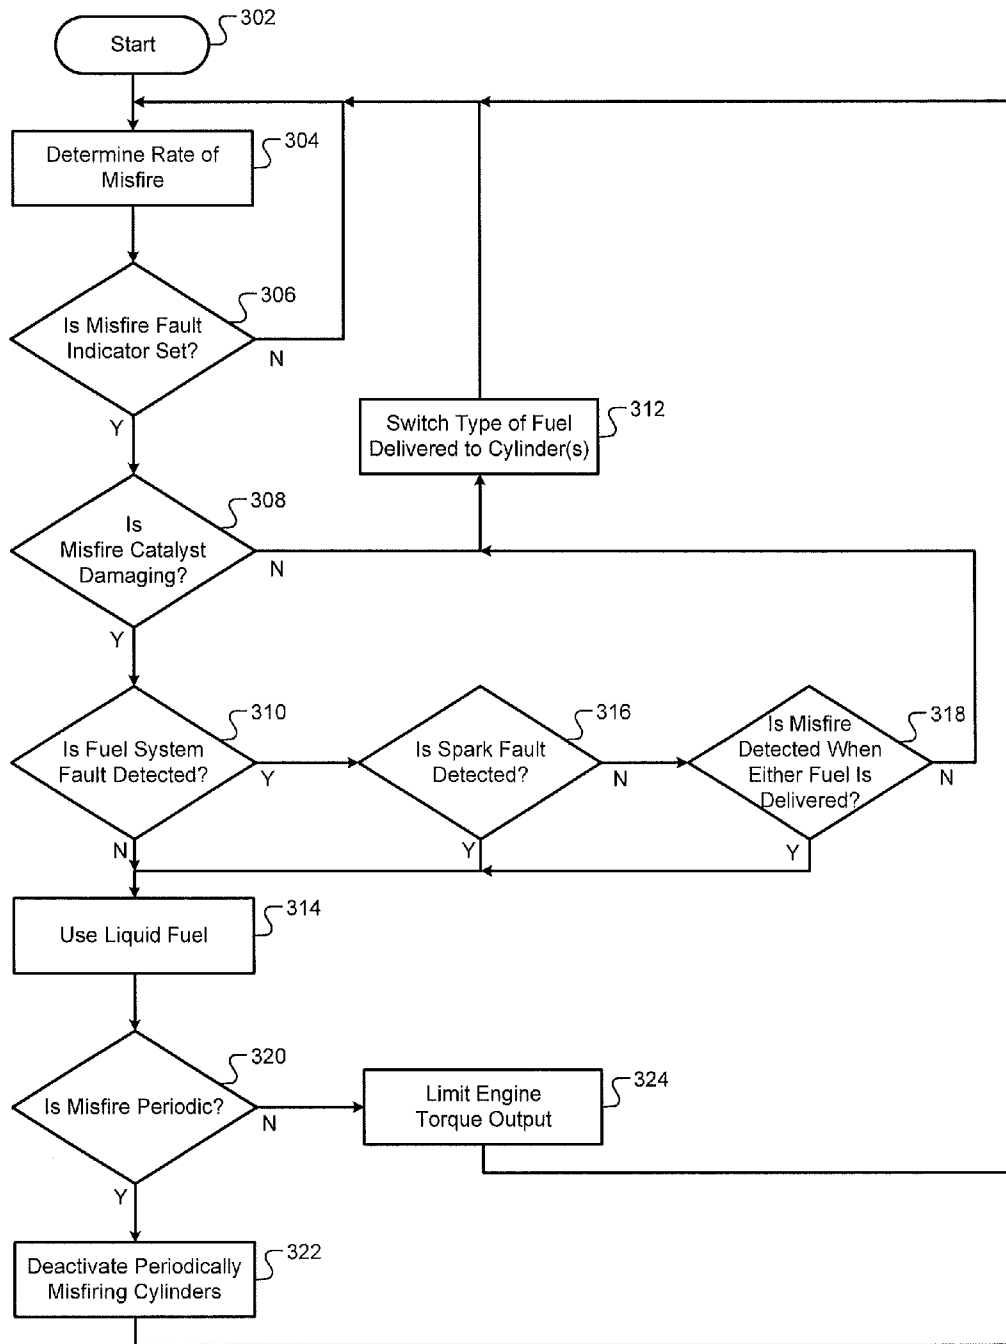 Start
302
Determine Rate of
Misfire
304
Is Misfire Fault
Indicator Set?
306
N
Y
Switch Type of Fuel
Delivered to Cylinder(s)
312
Is
Misfire Catalyst
Damaging?
308
N
Y
Is Fuel System
Fault Detected?
310
Y
N
Is Spark Fault
Detected?
316
N
Y
Is Misfire
Detected When
Either Fuel Is
Delivered?
318
N
Y
Use Liquid Fuel
314
Is Misfire Periodic?
320
N
Y
Limit Engine
Torque Output
324
Deactivate Periodically
Misfiring Cylinders
322